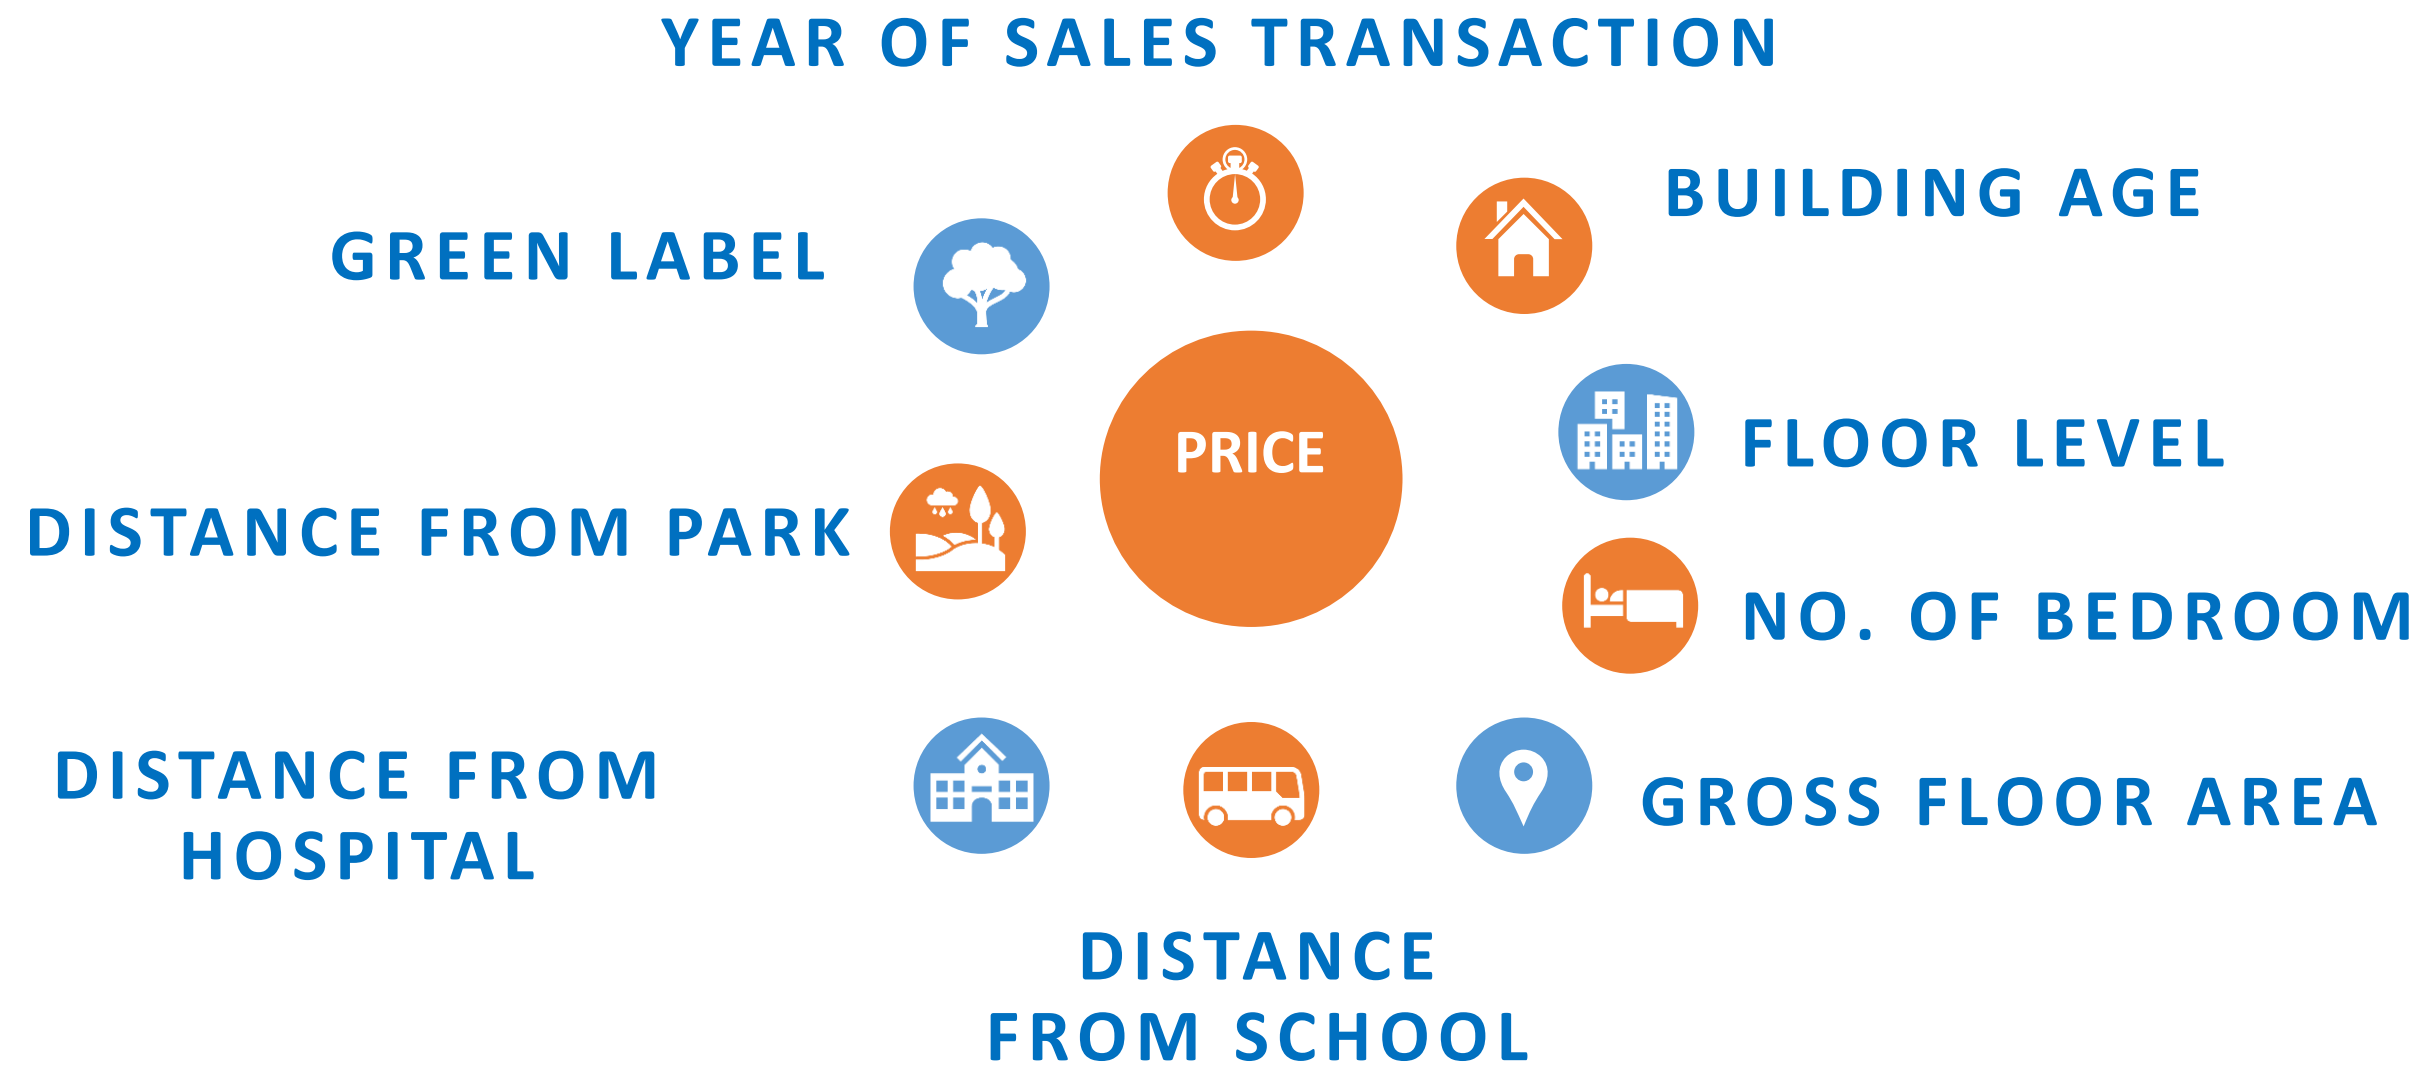 YEAR OF SALES TRANSACTION
BUILDING AGE
GREEN LABEL
PRICE
FLOOR LEVEL
DISTANCE FROM PARK
NO. OF BEDROOM
DISTANCE FROM
HOSPITAL
GROSS FLOOR AREA
DISTANCE
FROM SCHOOL